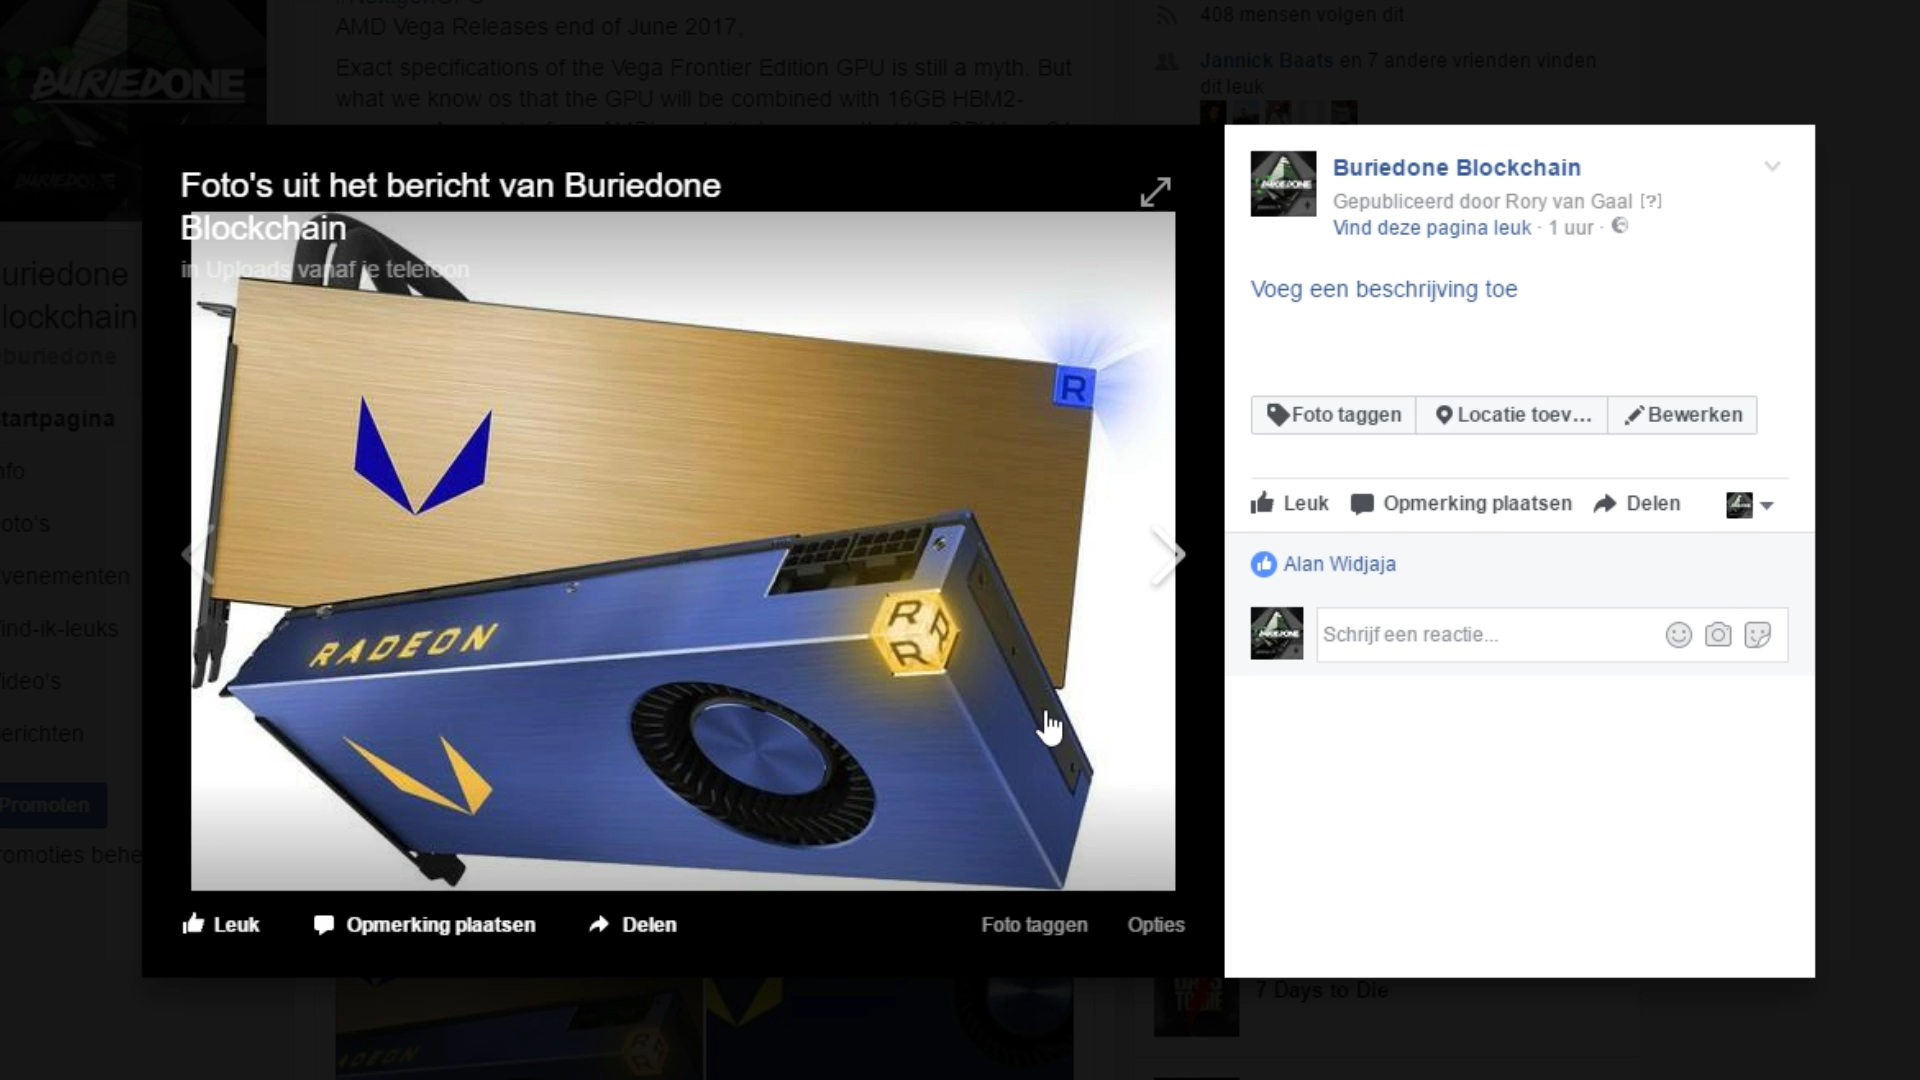 AMD Vega Releases end of June 2017,
Exact specifications of the Vega Frontier Edition GPU is still a myth. But
what we know os that the GPU will be combined with 16GB HBM2-
408 mensen volgen dit
Jannick Baats en 7 andere vrienden vinden
dit leuk
BURIEDONE
Foto's uit het bericht van Buriedone
Blockchain
in Uploads vanaf je telefoon
R
RADEON
R
R
R
Leuk
Opmerking plaatsen
Delen
Foto taggen
Opties
Buriedone Blockchain
Gepubliceerd door Rory van Gaal [?]
Vind deze pagina leuk · 1 uur ·
Voeg een beschrijving toe
Foto taggen
Locatie toev...
Bewerken
Leuk
Opmerking plaatsen
Delen
Alan Widjaja
Schrijf een reactie...
uriedone
lockchain
buriedone
tartpagina
nfo
oto's
venementen
ind-ik-leuks
ideo's
erichten
Promoten
romoties behe
ADEON
7 Days to Die